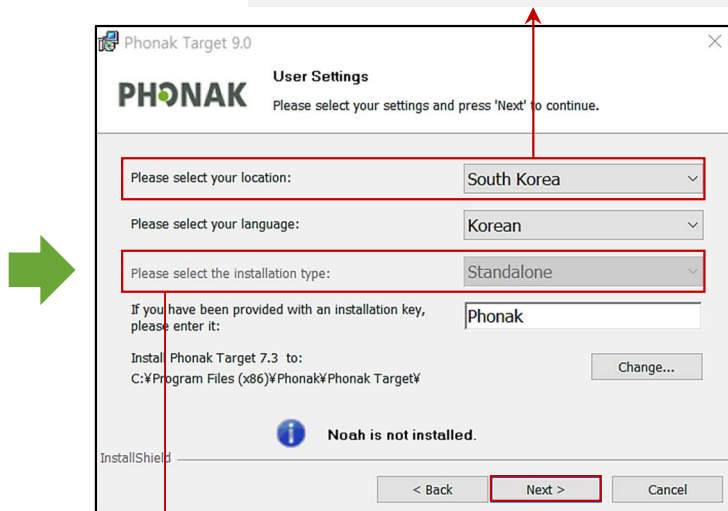 Phonak Target 9.0
PHONAK
User Settings
Please select your settings and press 'Next' to continue.
Please select your location:
South Korea
Please select your language:
Korean
Please select the installation type:
Standalone
If you have been provided with an installation key,
please enter it:
Phonak
Install Phonak Target 7.3 to:
C:¥Program Files (x86)¥Phonak¥Phonak Target¥
Change...
Noah is not installed.
InstallShield
< Back
Next >
Cancel